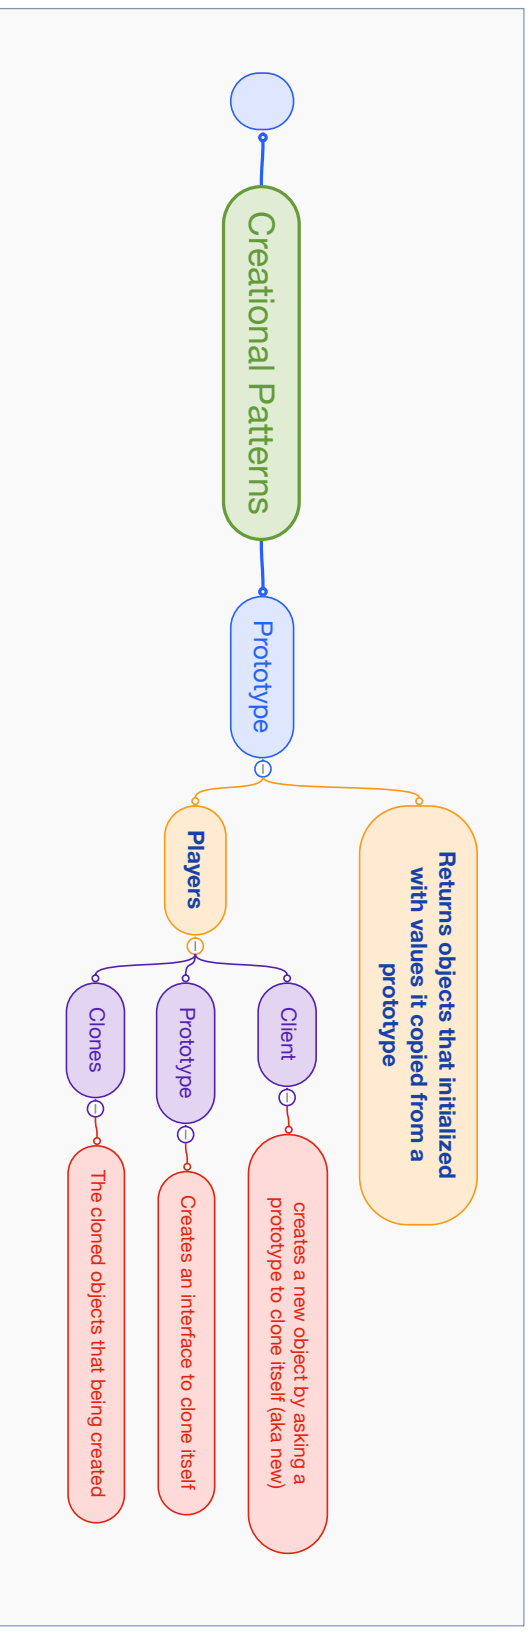 Creational Patterns
Prototype
Returns objects that initialized
with values it copied from a
prototype
Players
Client
creates a new object by asking a
prototype to clone itself (aka new)
Prototype
Creates an interface to clone itself
Clones
The cloned objects that being created